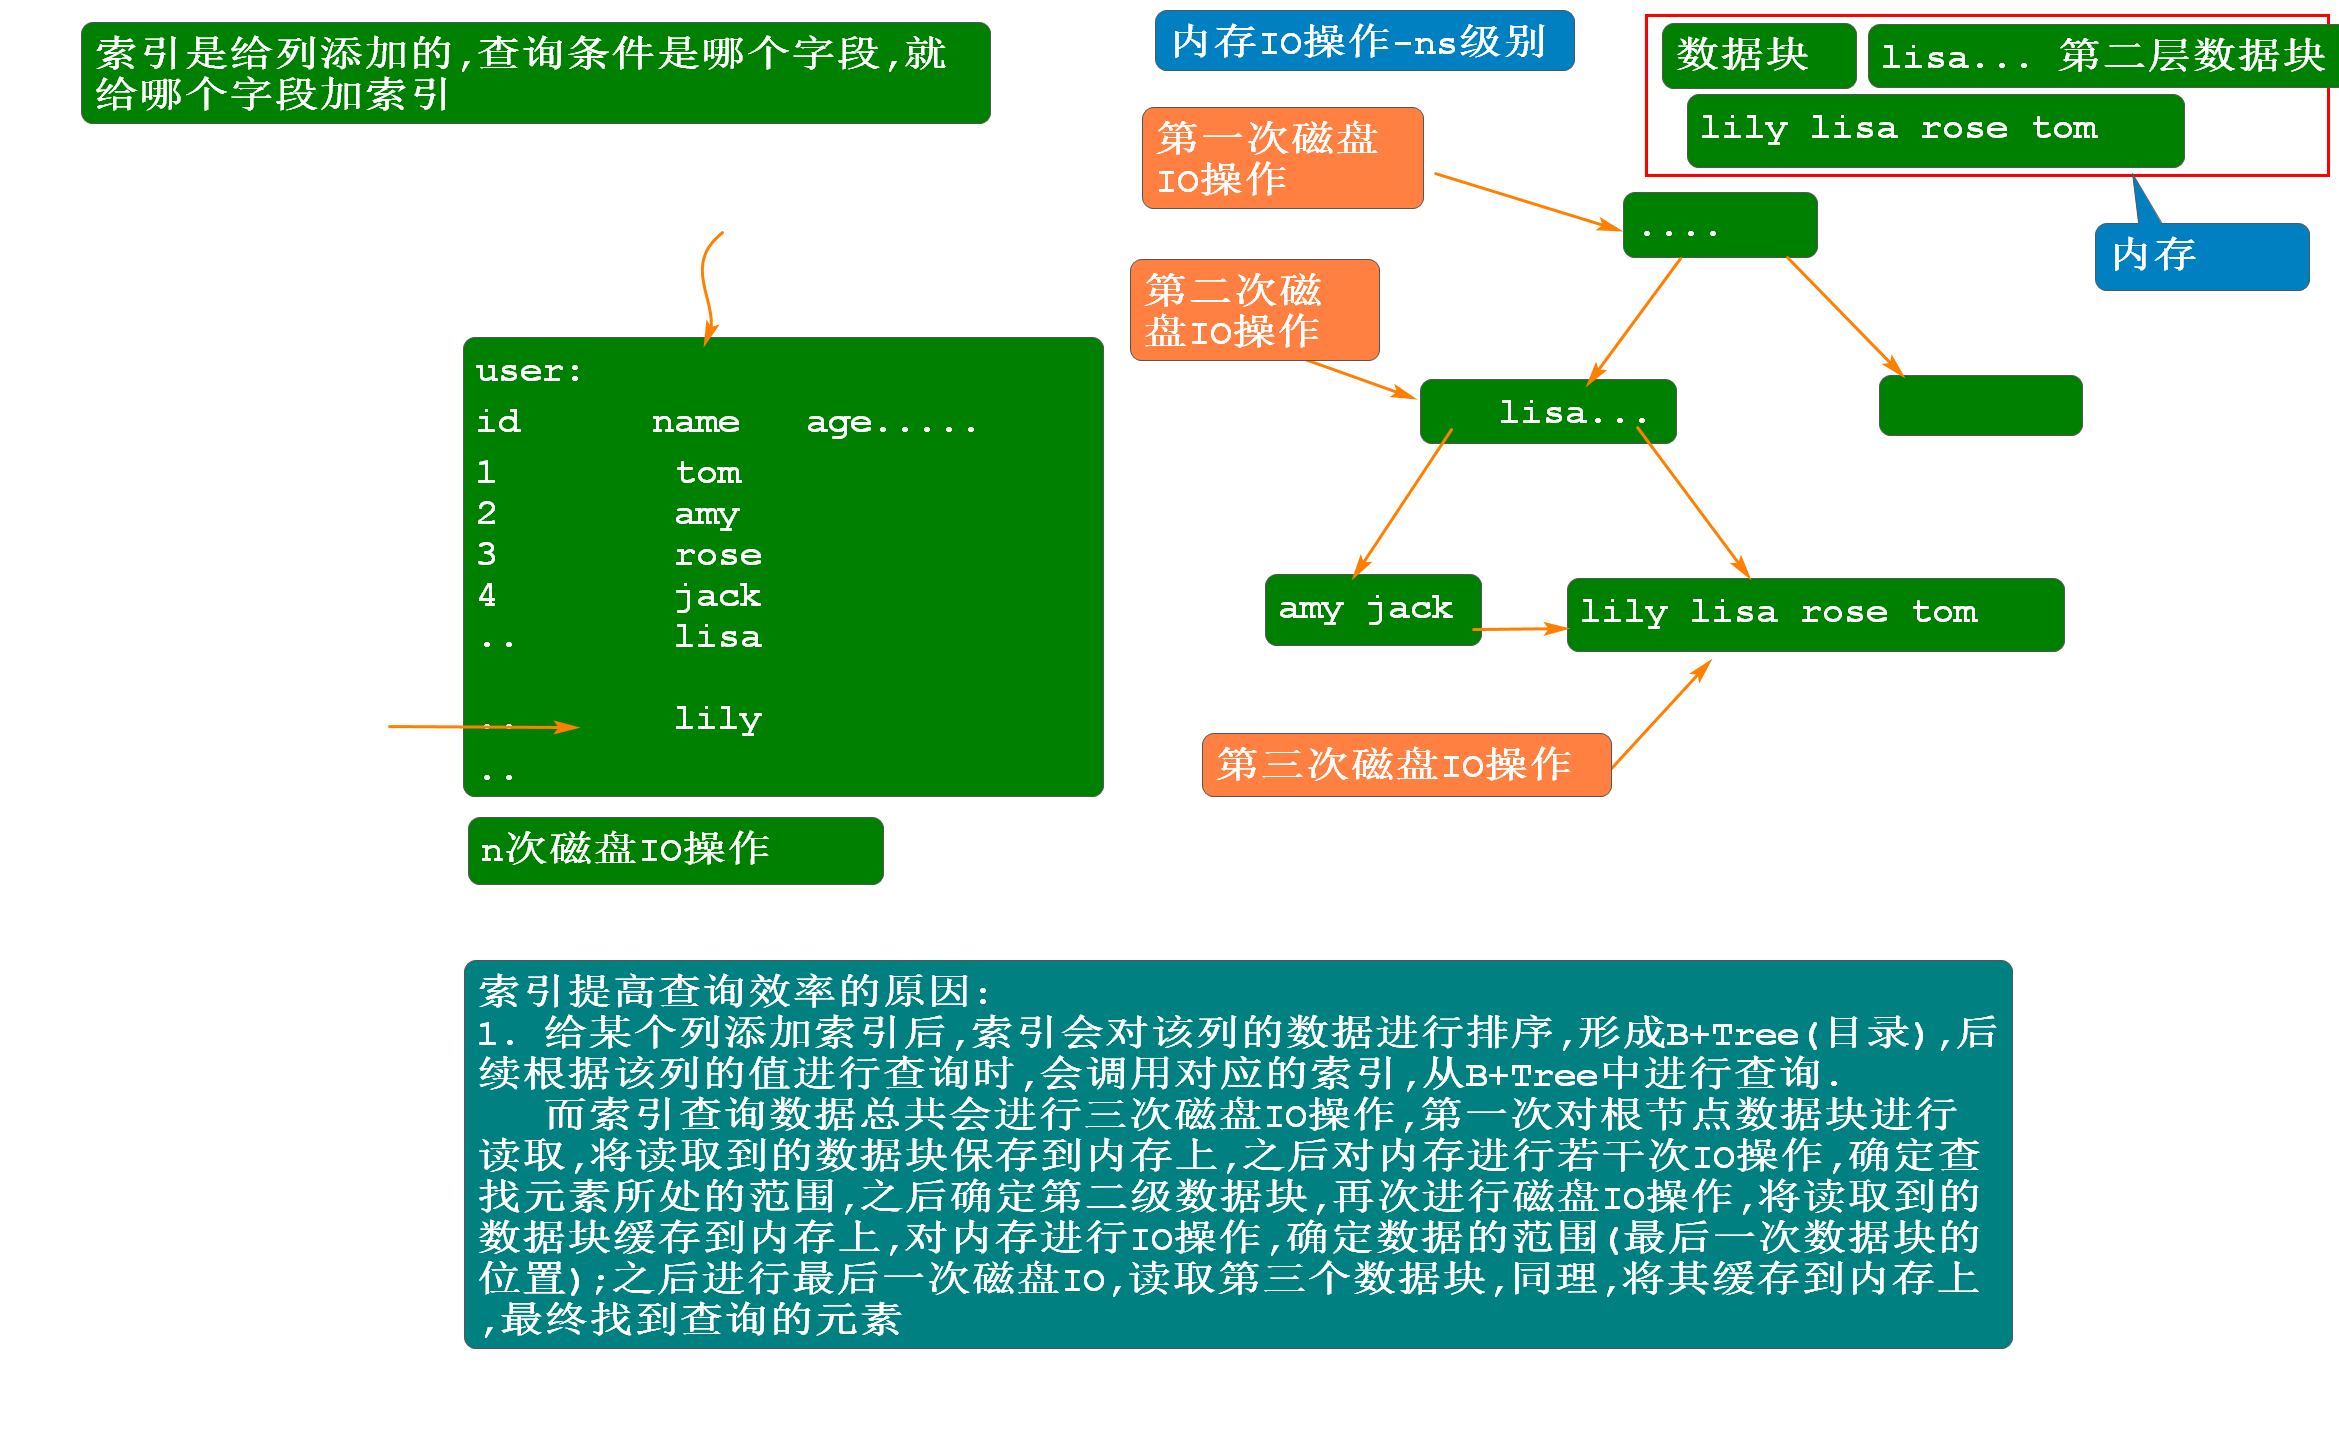 索引是给列添加的,查询条件是哪个字段,就
给哪个字段加索引
内存IO操作-ns级别
数据块
lisa... 第二层数据块
lily lisa rose tom
内存
第一次磁盘
IO操作
....
第二次磁
盘IO操作
lisa...
amy jack
lily lisa rose tom
第三次磁盘IO操作
user:
id name age.....
1 tom
2 amy
3 rose
4 jack
.. lisa
.. lily
..
n次磁盘IO操作
索引提高查询效率的原因:
1. 给某个列添加索引后,索引会对该列的数据进行排序,形成B+Tree(目录),后
续根据该列的值进行查询时,会调用对应的索引,从B+Tree中进行查询.
而索引查询数据总共会进行三次磁盘IO操作,第一次对根节点数据块进行
读取,将读取到的数据块保存到内存上,之后对内存进行若干次IO操作,确定查
找元素所处的范围,之后确定第二级数据块,再次进行磁盘IO操作,将读取到的
数据块缓存到内存上,对内存进行IO操作,确定数据的范围(最后一次数据块的
位置);之后进行最后一次磁盘IO,读取第三个数据块,同理,将其缓存到内存上
,最终找到查询的元素